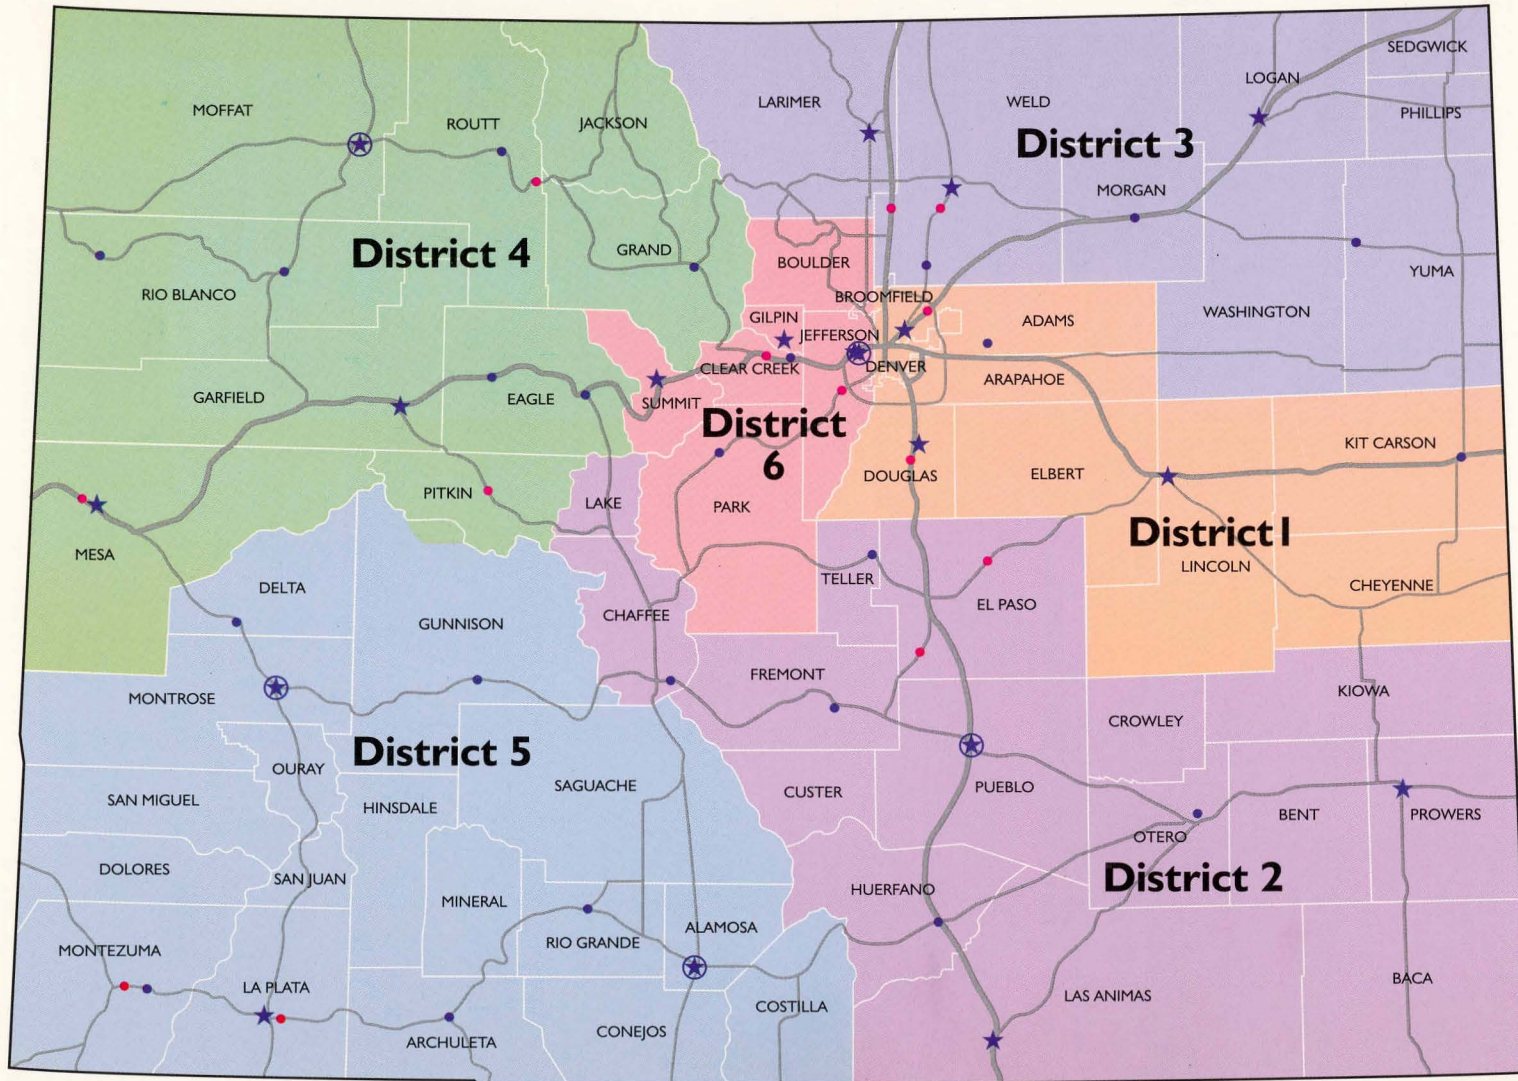 SEDGWICK
LOGAN
LARIMER
WELD
MOFFAT
PHILLIPS
ROUTT
JACKSON
District 3
MORGAN
District 4
GRAND
BOULDER
YUMA
RIO BLANCO
BROOMFIELD
WASHINGTON
GILPIN
ADAMS
JEFFERSON
CLEAR CREEK
DENVER
ARAPAHOE
GARFIELD
EAGLE
SUMMIT
District
6
KIT CARSON
DOUGLAS
ELBERT
PITKIN
LAKE
PARK
District 1
MESA
LINCOLN
TELLER
DELTA
CHEYENNE
EL PASO
CHAFFEE
GUNNISON
FREMONT
KIOWA
MONTROSE
CROWLEY
District 5
OURAY
SAGUACHE
PUEBLO
CUSTER
SAN MIGUEL
HINSDALE
BENT
PROWERS
OTERO
DOLORES
SAN JUAN
District 2
HUERFANO
MINERAL
ALAMOSA
RIO GRANDE
MONTEZUMA
BACA
LA PLATA
LAS ANIMAS
COSTILLA
CONEJOS
ARCHULETA